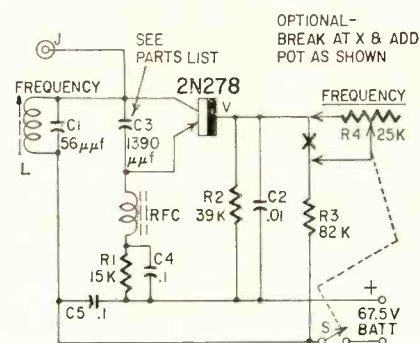 OPTIONAL-
BREAK AT X & ADD
POT AS SHOWN
J
SEE
PARTS LIST
2N278
V
FREQUENCY
FREQUENCY
R4
25K
L
C1
56µµf
C3
1390
µµf
X
RFC
R2
39K
C2
.01
R3
82K
R1
15K
C4
.1
C5 .1
+
67.5V
BATT
S
-